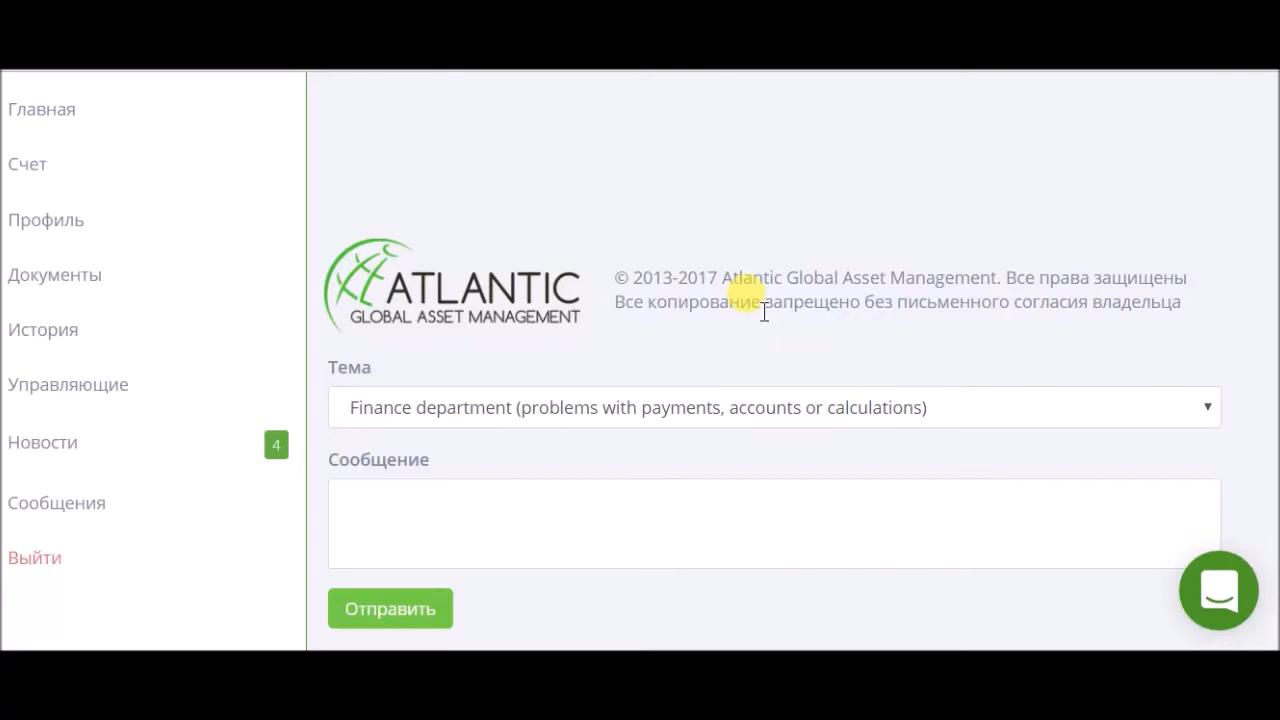 Главная
Счет
Профиль
Документы
История
Управляющие
Новости
4
Сообщения
Выйти
ATLANTIC
GLOBAL ASSET MANAGEMENT
© 2013-2017 Atlantic Global Asset Management. Все права защищены
Все копирование запрещено без письменного согласия владельца
Тема
Finance department (problems with payments, accounts or calculations)
Сообщение
Отправить